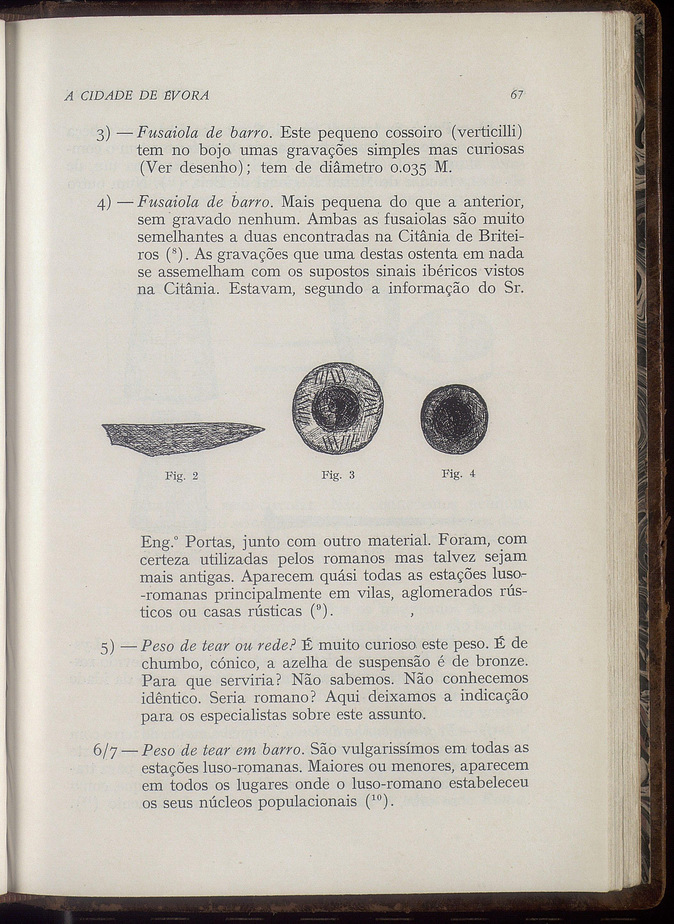 A CIDADE DE ÉVORA 67
3) — Fusaiola de barro. Este pequeno cossoiro (verticilli)
tem no bojo umas gravações simples mas curiosas
(Ver desenho); tem de diâmetro 0.035 M.
4) — Fusaiola de barro. Mais pequena do que a anterior,
sem gravado nenhum. Ambas as fusaiolas são muito
semelhantes a duas encontradas na Citânia de Britei-
ros (⁸). As gravações que uma destas ostenta em nada
se assemelham com os supostos sinais ibéricos vistos
na Citânia. Estavam, segundo a informação do Sr.
Fig. 2 Fig. 3 Fig. 4
Eng.º Portas, junto com outro material. Foram, com
certeza utilizadas pelos romanos mas talvez sejam
mais antigas. Aparecem quási todas as estações luso-
-romanas principalmente em vilas, aglomerados rús-
ticos ou casas rústicas (⁹).
5) — Peso de tear ou rede? É muito curioso este peso. É de
chumbo, cónico, a azelha de suspensão é de bronze.
Para que serviria? Não sabemos. Não conhecemos
idêntico. Seria romano? Aqui deixamos a indicação
para os especialistas sobre este assunto.
6/7 — Peso de tear em barro. São vulgarissímos em todas as
estações luso-romanas. Maiores ou menores, aparecem
em todos os lugares onde o luso-romano estabeleceu
os seus núcleos populacionais (¹⁰).